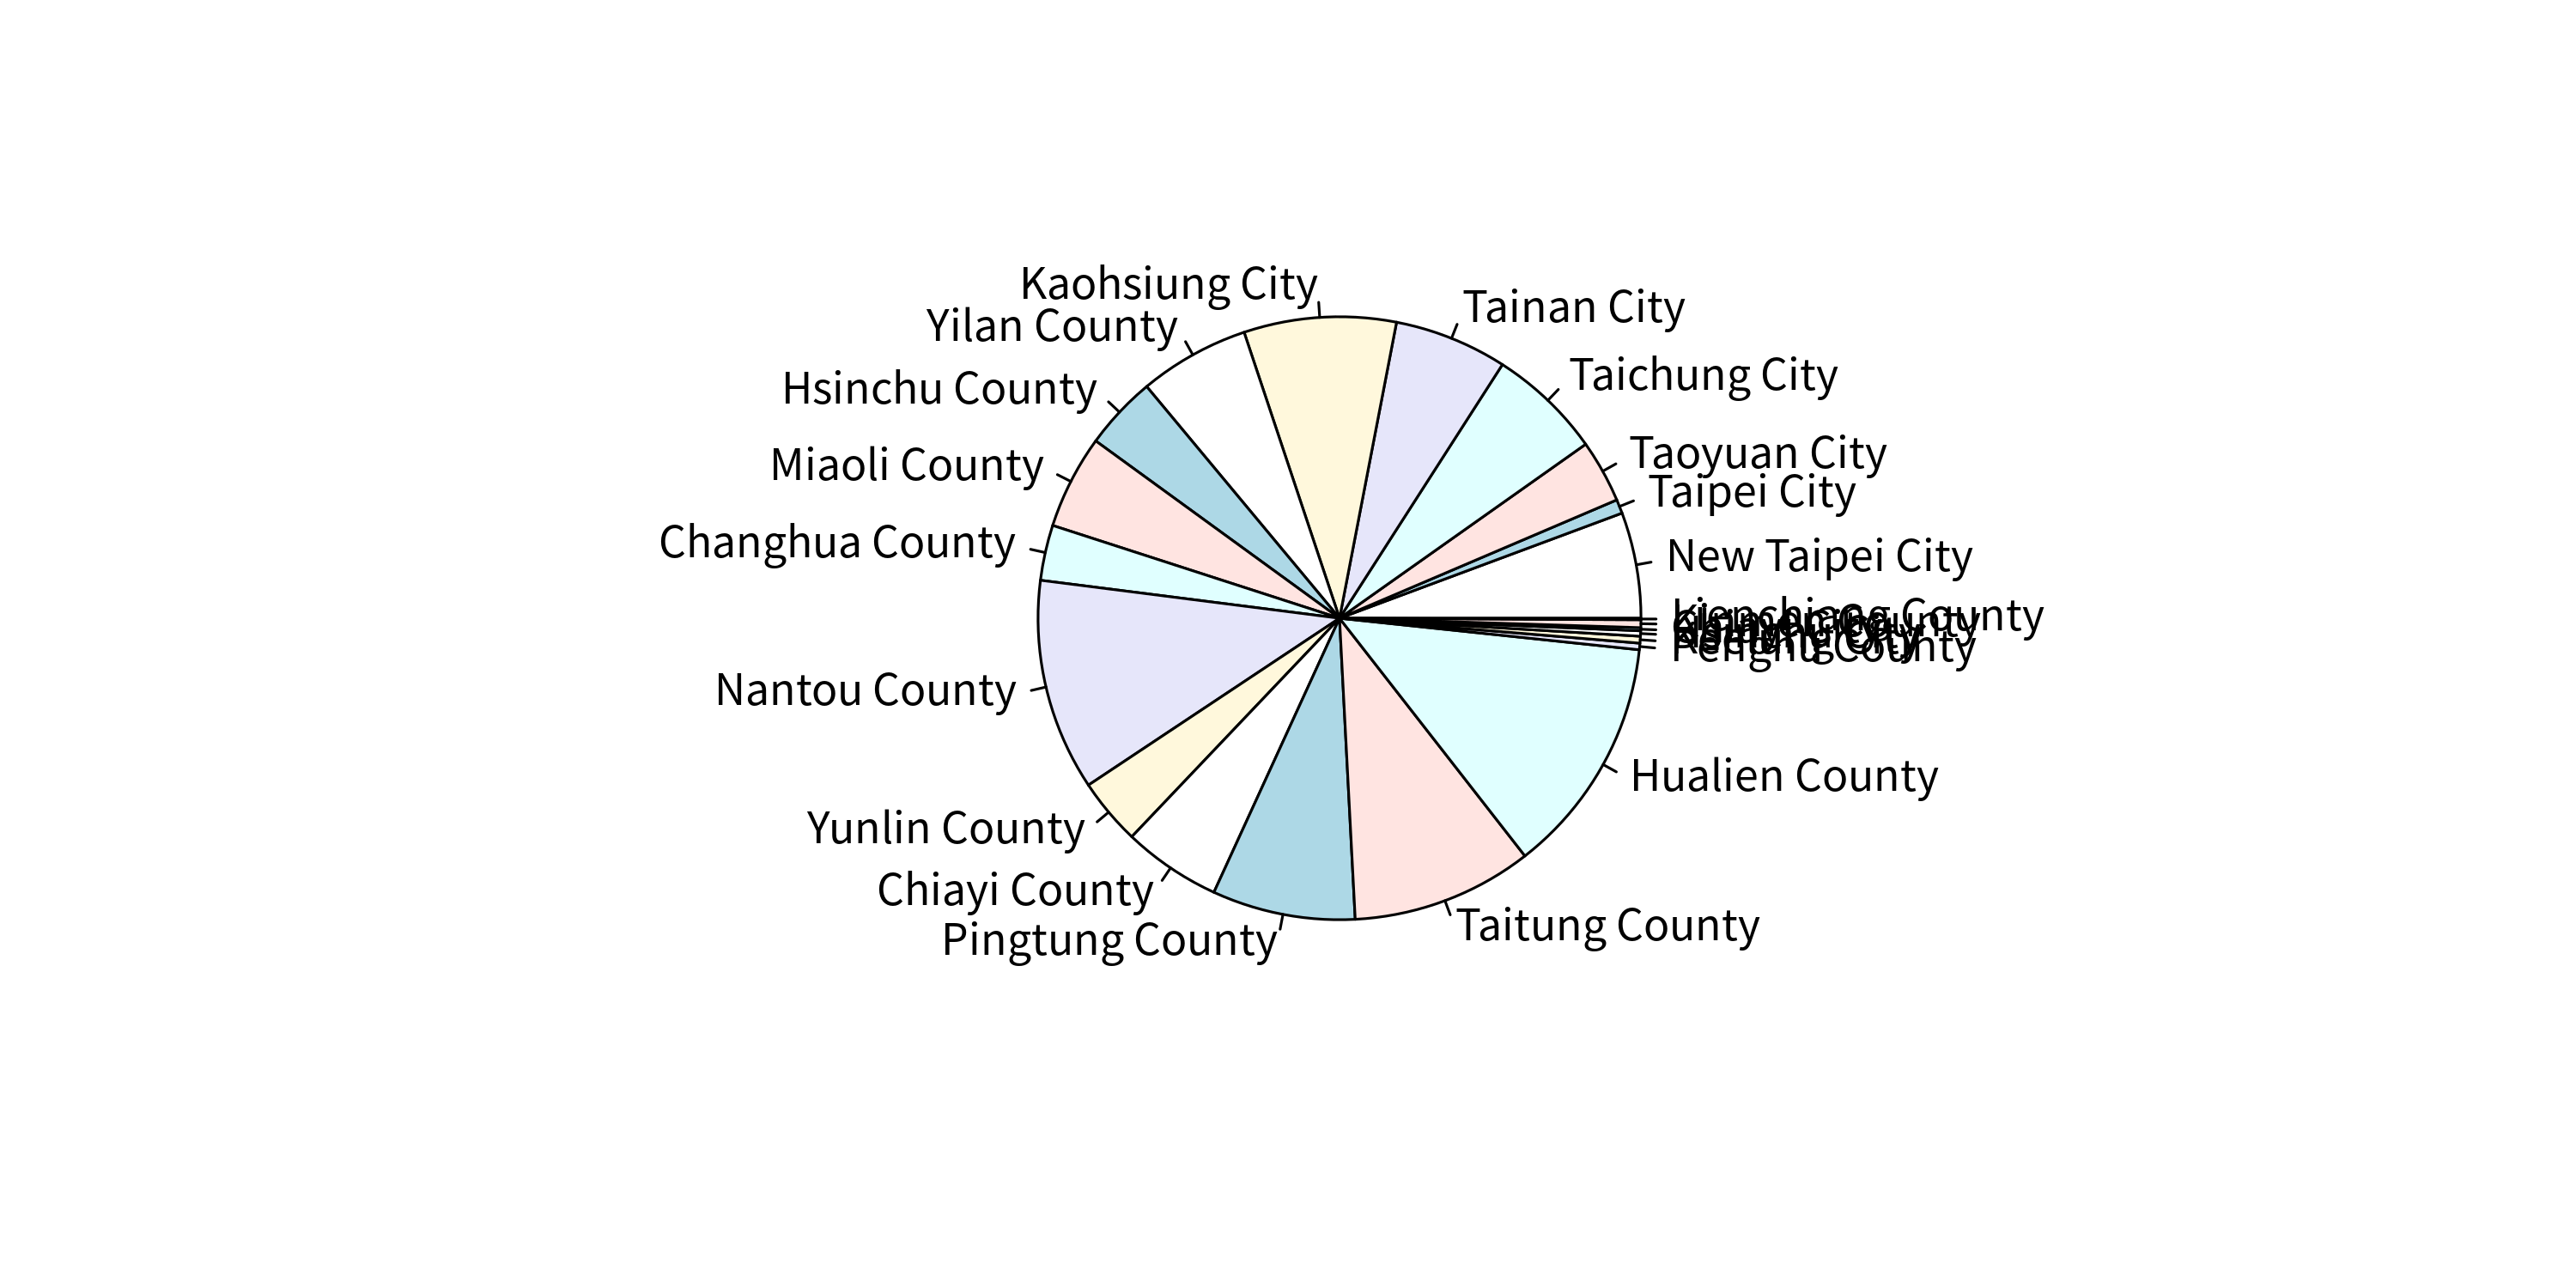 Kaohsiung City
Tainan City
Yilan County
Taichung City
Hsinchu County
Taoyuan City
Miaoli County
Taipei City
Changhua County
New Taipei City
Lienchiang County
Penghu County
Nantou County
Hualien County
Yunlin County
Chiayi County
Taitung County
Pingtung County